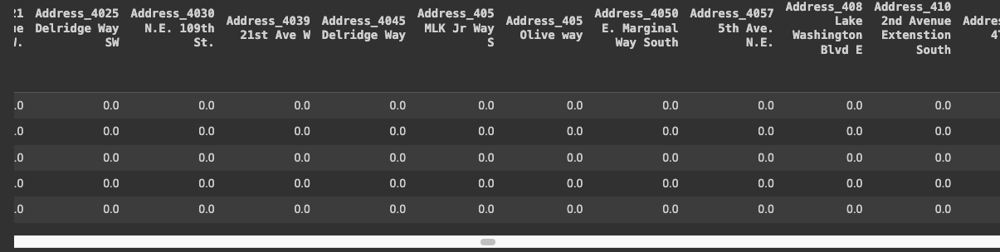 21 Address_4025 Address_4030 Address_4039 Address_4045 Address_405 Address_405 Address_4050 Address_4057 Address_408 Address_410 Addres
Delridge Way N.E. 109th 21st Ave W Delridge Way MLK Jr Way Olive way E. Marginal 5th Ave. Lake 2nd Avenue
SW St. S Way South N.E. Washington Extenstion
Blvd E South
.0 0.0 0.0 0.0 0.0 0.0 0.0 0.0 0.0 0.0 0.0
.0 0.0 0.0 0.0 0.0 0.0 0.0 0.0 0.0 0.0 0.0
.0 0.0 0.0 0.0 0.0 0.0 0.0 0.0 0.0 0.0 0.0
.0 0.0 0.0 0.0 0.0 0.0 0.0 0.0 0.0 0.0 0.0
.0 0.0 0.0 0.0 0.0 0.0 0.0 0.0 0.0 0.0 0.0